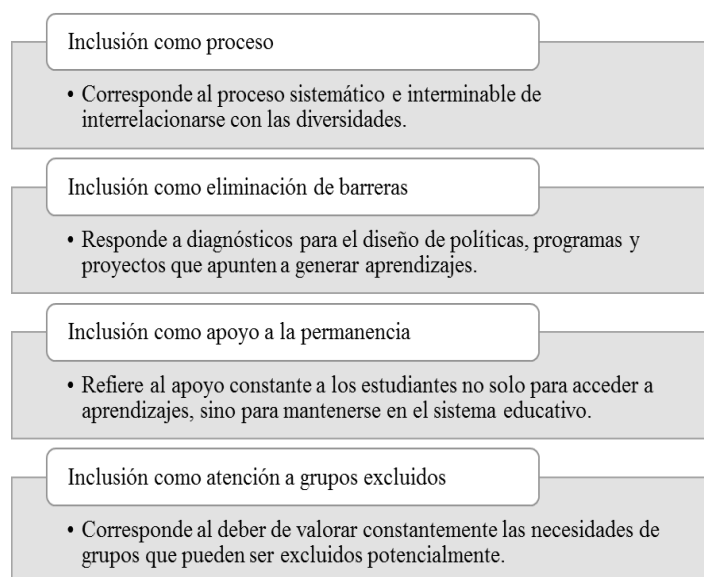 Inclusión como proceso
• Corresponde al proceso sistemático e interminable de
interrelacionarse con las diversidades.
Inclusión como eliminación de barreras
• Responde a diagnósticos para el diseño de políticas, programas y
proyectos que apunten a generar aprendizajes.
Inclusión como apoyo a la permanencia
• Refiere al apoyo constante a los estudiantes no solo para acceder a
aprendizajes, sino para mantenerse en el sistema educativo.
Inclusión como atención a grupos excluidos
• Corresponde al deber de valorar constantemente las necesidades de
grupos que pueden ser excluidos potencialmente.